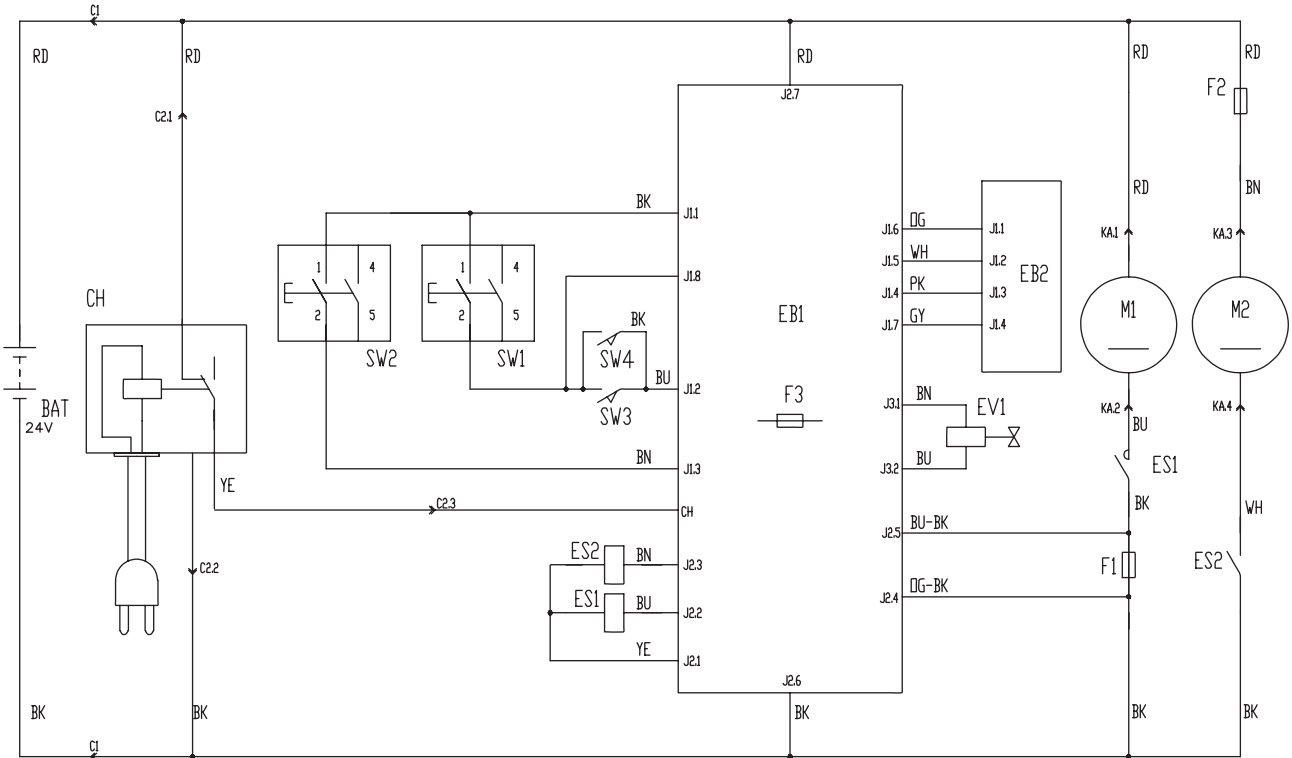 C1
RD
RD
RD
RD
RD
F2
C2.1
J2.7
RD
BN
BK
J1.1
J1.6
OG
J1.1
KA.1
KA.3
1
4
1
4
J1.8
J1.5
WH
J1.2
EB2
J1.4
PK
J1.3
CH
2
5
2
5
BK
EB1
J1.7
GY
J1.4
M1
M2
SW2
SW1
SW4
BU
J1.2
F3
BN
EV1
J3.1
KA.2
KA.4
BAT
24V
SW3
BU
BN
J1.3
J3.2
BU
ES1
YE
C2.3
CH
BK
WH
BU-BK
J2.5
ES2
BN
J2.3
F1
ES2
C2.2
ES1
BU
J2.2
J2.4
OG-BK
YE
J2.1
J2.6
BK
BK
BK
BK
BK
C1